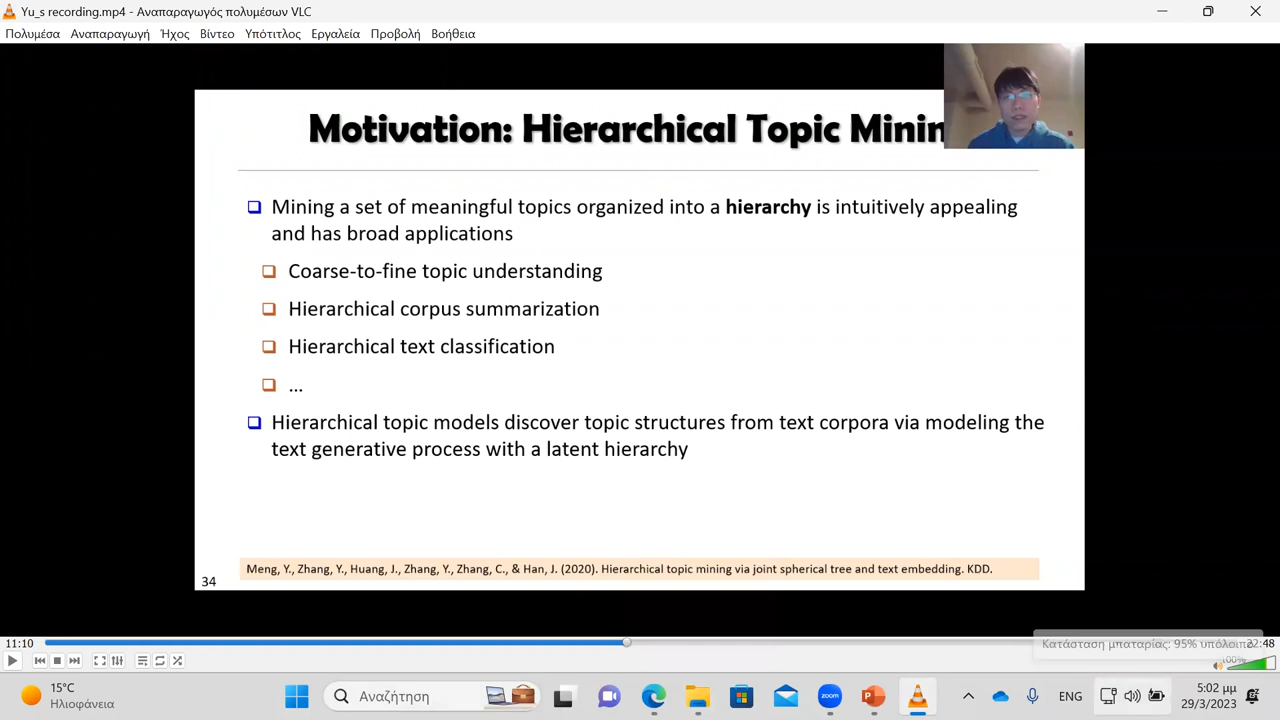 Yu_s recording.mp4 - Αναπαραγωγός πολυμέσων VLC
Πολυμέσα Αναπαραγωγή Ήχος Βίντεο Υπότιτλος Εργαλεία Προβολή Βοήθεια
Motivation: Hierarchical Topic
Mining a set of meaningful topics organized into a hierarchy is intuitively appealing
and has broad applications
Coarse-to-fine topic understanding
Hierarchical corpus summarization
Hierarchical text classification
...
Hierarchical topic models discover topic structures from text corpora via modeling the
text generative process with a latent hierarchy
Meng, Y., Zhang, Y., Huang, J., Zhang, Y., Zhang, C., & Han, J. (2020). Hierarchical topic mining via joint spherical tree and text embedding. KDD.
34
11:10
Κατάσταση μπαταρίας: 95%
100%
15°C
Ηλιοφάνεια
Αναζήτηση
zoom
ENG
5:02 μμ
29/3/2023